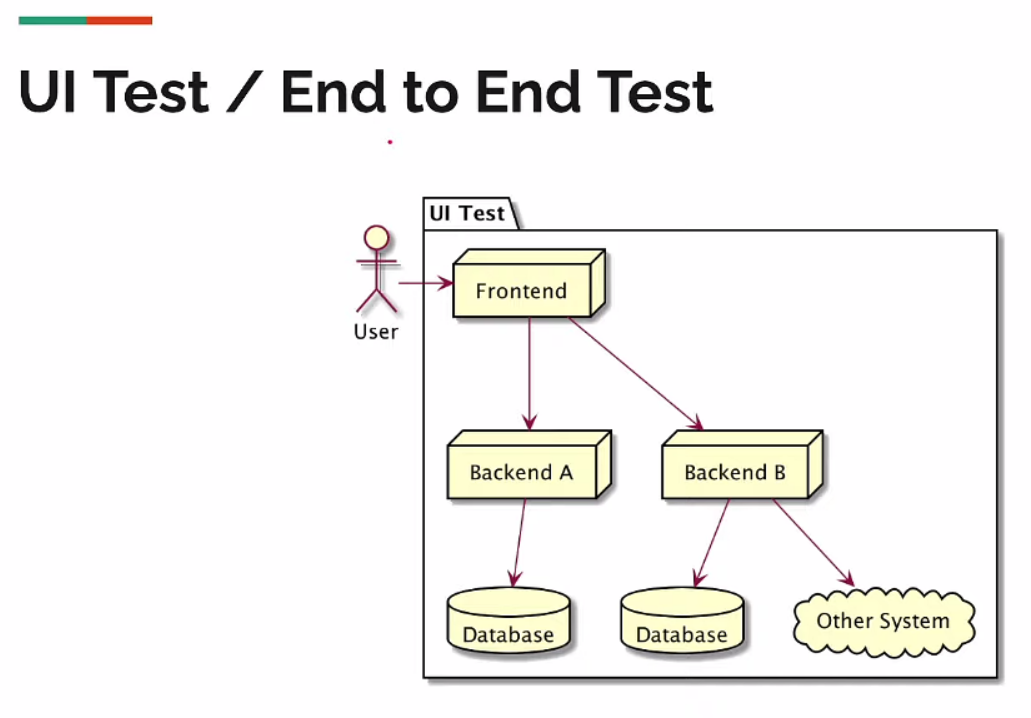 UI Test / End to End Test
UI Test
Frontend
User
Backend A
Backend B
Database
Database
Other System